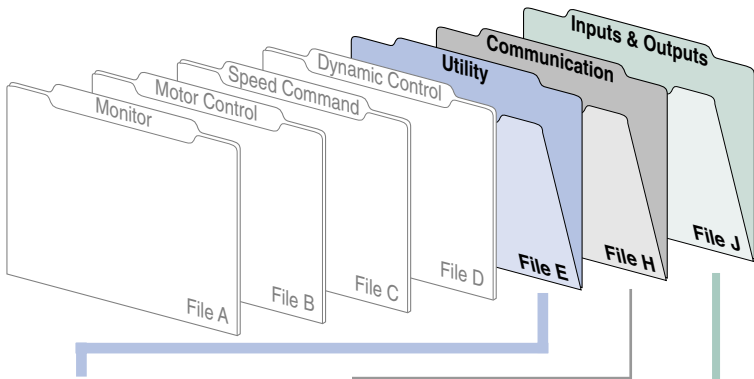 Monitor
File A
Motor Control
File B
Speed Command
File C
Dynamic Control
File D
Utility
File E
Communication
File H
Inputs & Outputs
File J